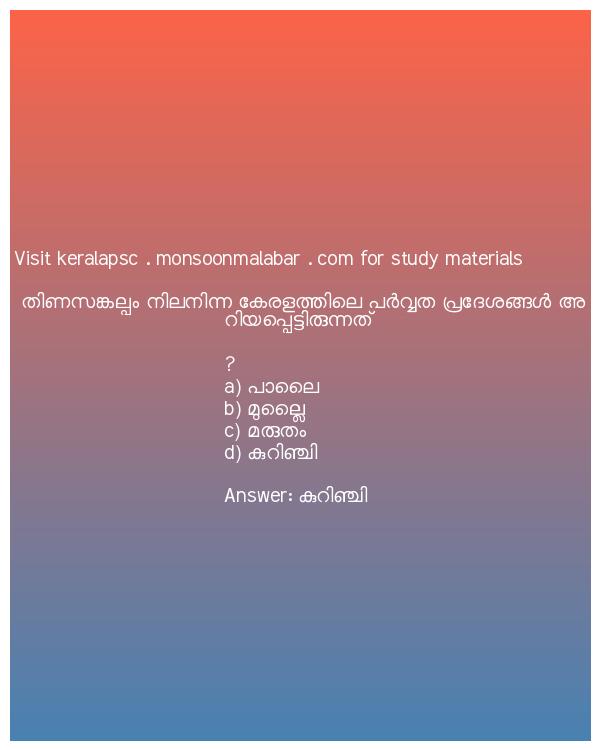 Visit keralapsc . monsoonmalabar . com for study materials
തിണസങ്കല്പം നിലനിന്ന കേരളത്തിലെ പർവ്വത പ്രദേശങ്ങൾ അ
റിയപ്പെട്ടിരുന്നത്
?
a) പാലൈ
b) മുല്ലൈ
c) മരുതം
d) കുറിഞ്ചി
Answer: കുറിഞ്ചി